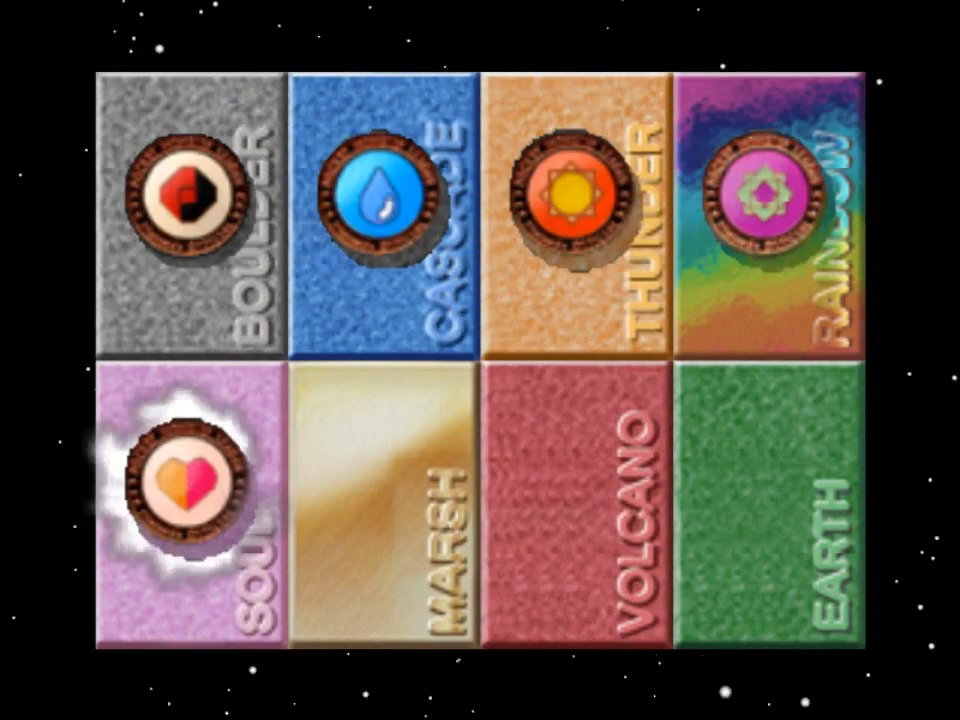 BOULDER
CASCADE
THUNDER
RAINBOW
SOUL
MARSH
VOLCANO
EARTH